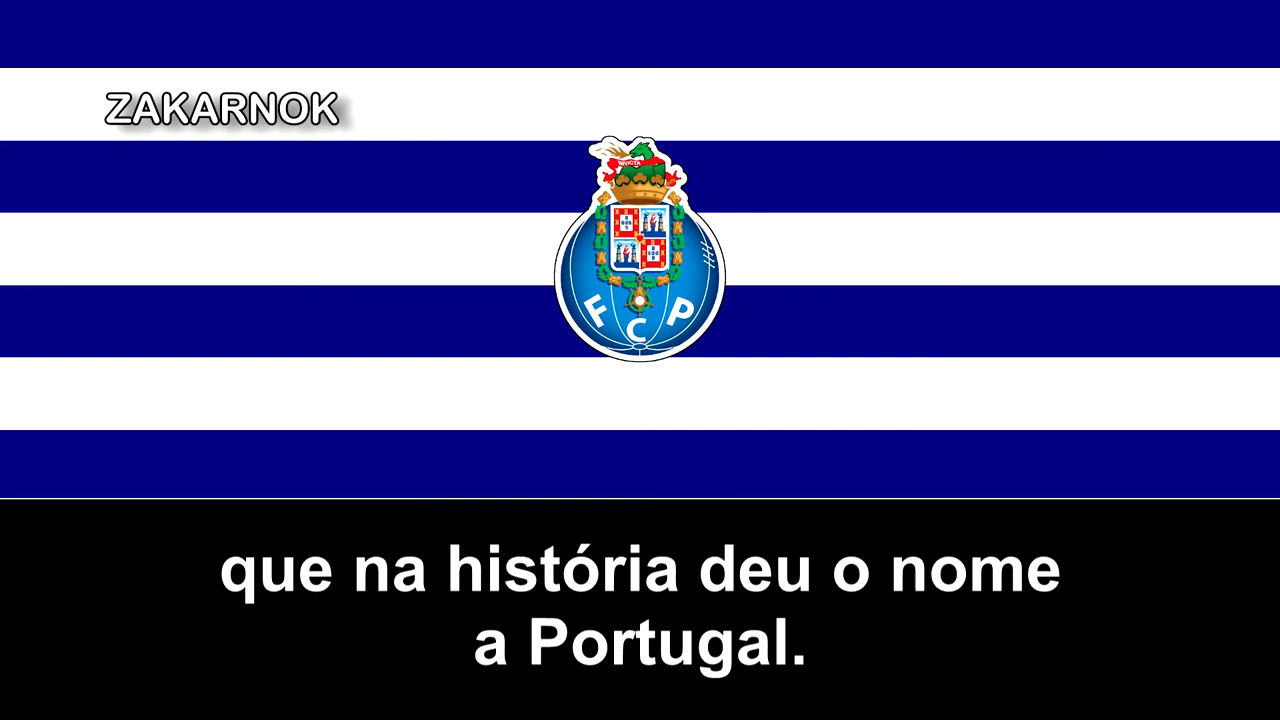 ZAKARNOK
INVICTA
F C P
que na história deu o nome
a Portugal.